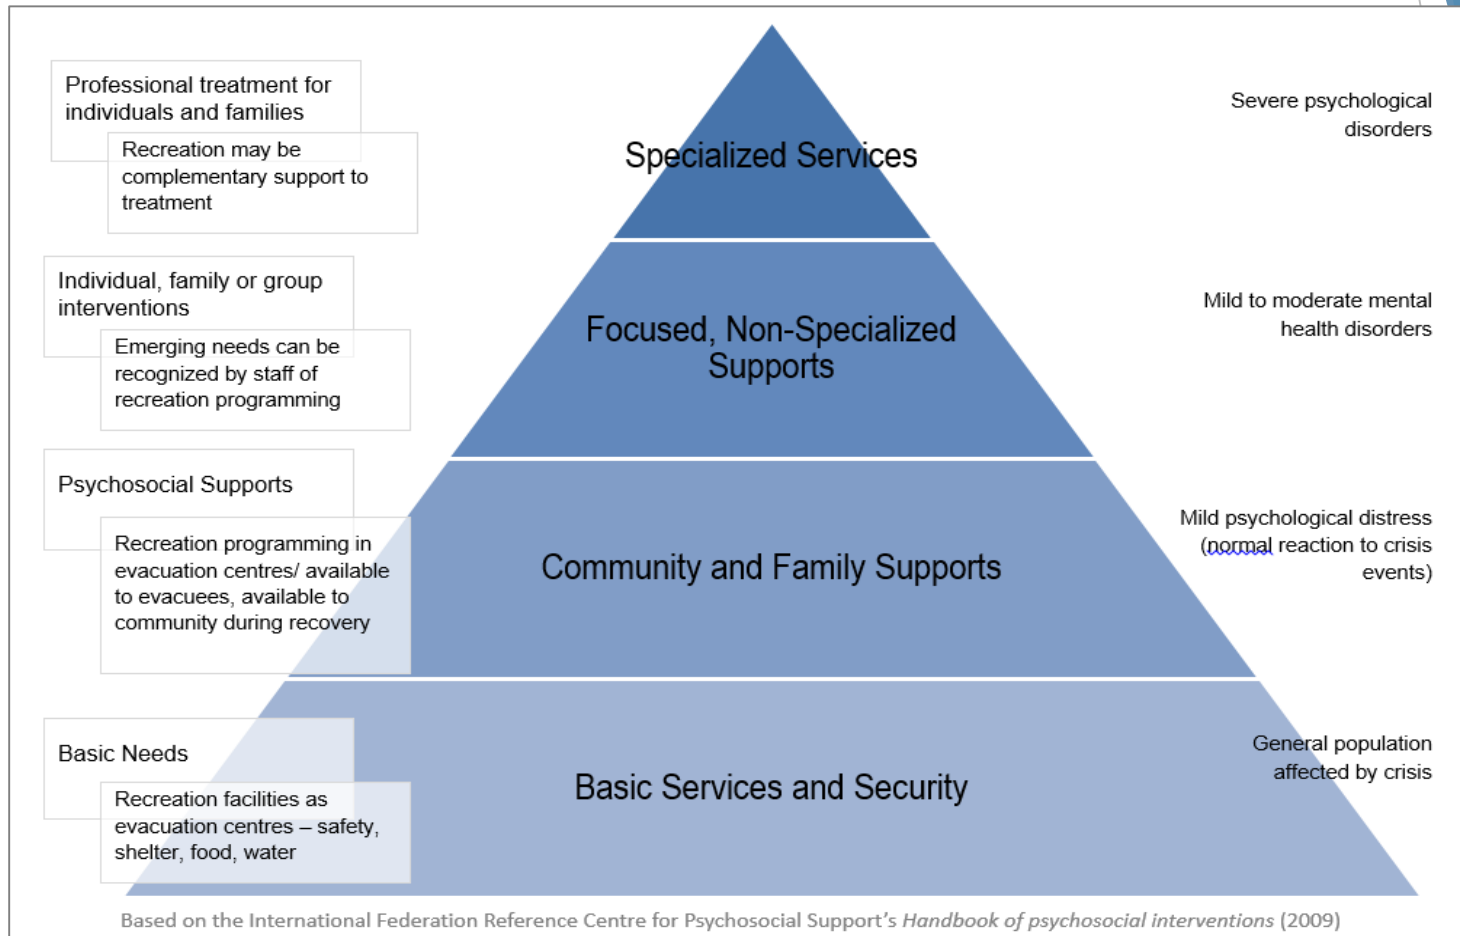 Professional treatment for
individuals and families
Recreation may be
complementary support to
treatment
Specialized Services
Severe psychological
disorders
Individual, family or group
interventions
Emerging needs can be
recognized by staff of
recreation programming
Focused, Non-Specialized
Supports
Mild to moderate mental
health disorders
Psychosocial Supports
Recreation programming in
evacuation centres/ available
to evacuees, available to
community during recovery
Community and Family Supports
Mild psychological distress
(normal reaction to crisis
events)
Basic Needs
Recreation facilities as
evacuation centres – safety,
shelter, food, water
Basic Services and Security
General population
affected by crisis
Based on the International Federation Reference Centre for Psychosocial Support's Handbook of psychosocial interventions (2009)